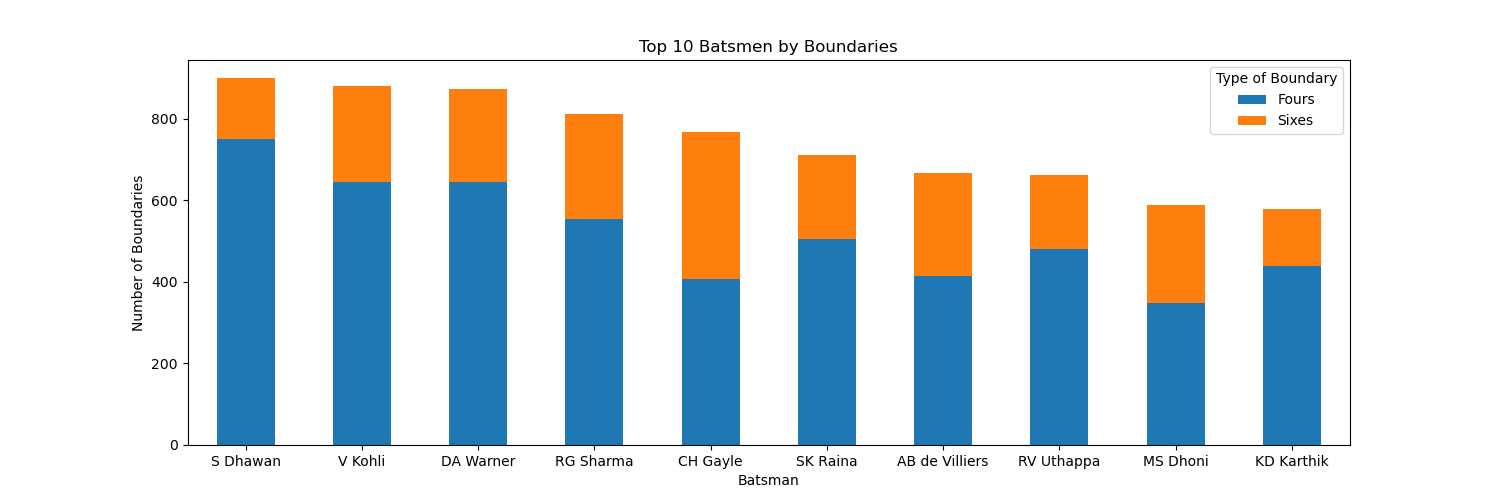 Top 10 Batsmen by Boundaries
Type of Boundary
Fours
Sixes
Number of Boundaries
800
600
400
200
0
S Dhawan V Kohli DA Warner RG Sharma CH Gayle SK Raina AB de Villiers RV Uthappa MS Dhoni KD Karthik
Batsman